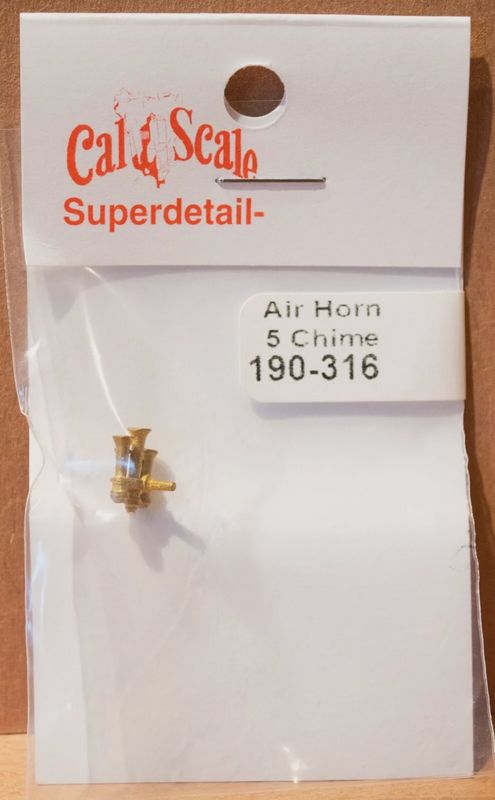 Cal Scale
Superdetail-
Air Horn
5 Chime
190-316